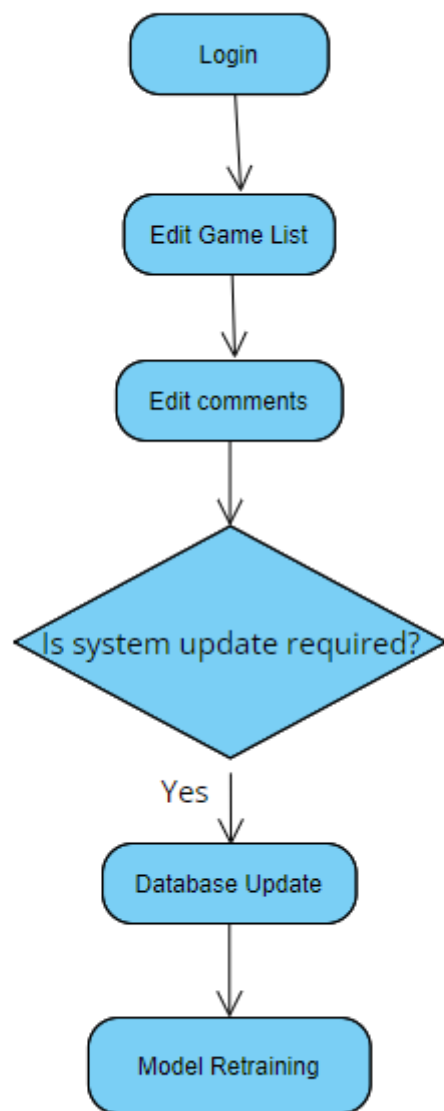 Login
Edit Game List
Edit comments
Is system update required?
Yes
Database Update
Model Retraining